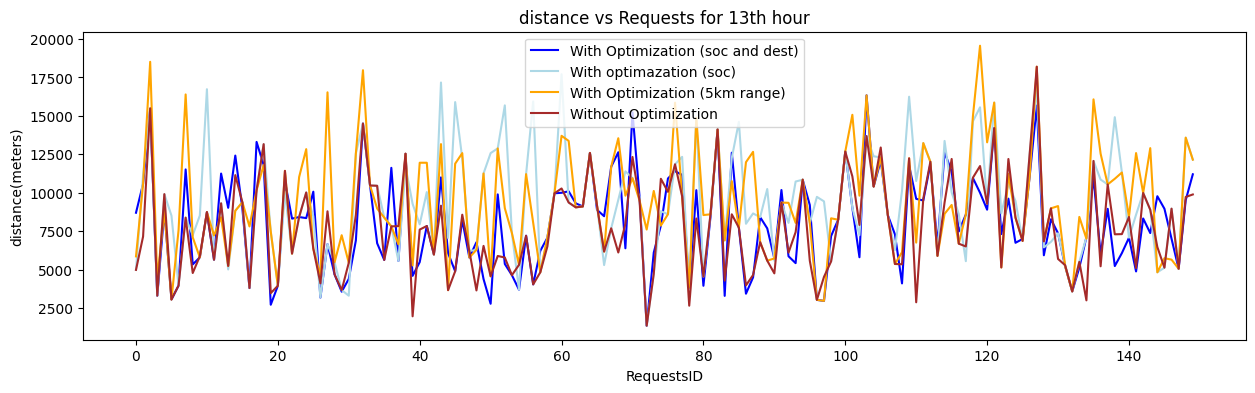 distance vs Requests for 13th hour
With Optimization (soc and dest)
With optimazation (soc)
With Optimization (5km range)
Without Optimization
distance(meters)
20000
17500
15000
12500
10000
7500
5000
2500
0 20 40 60 80 100 120 140
RequestsID